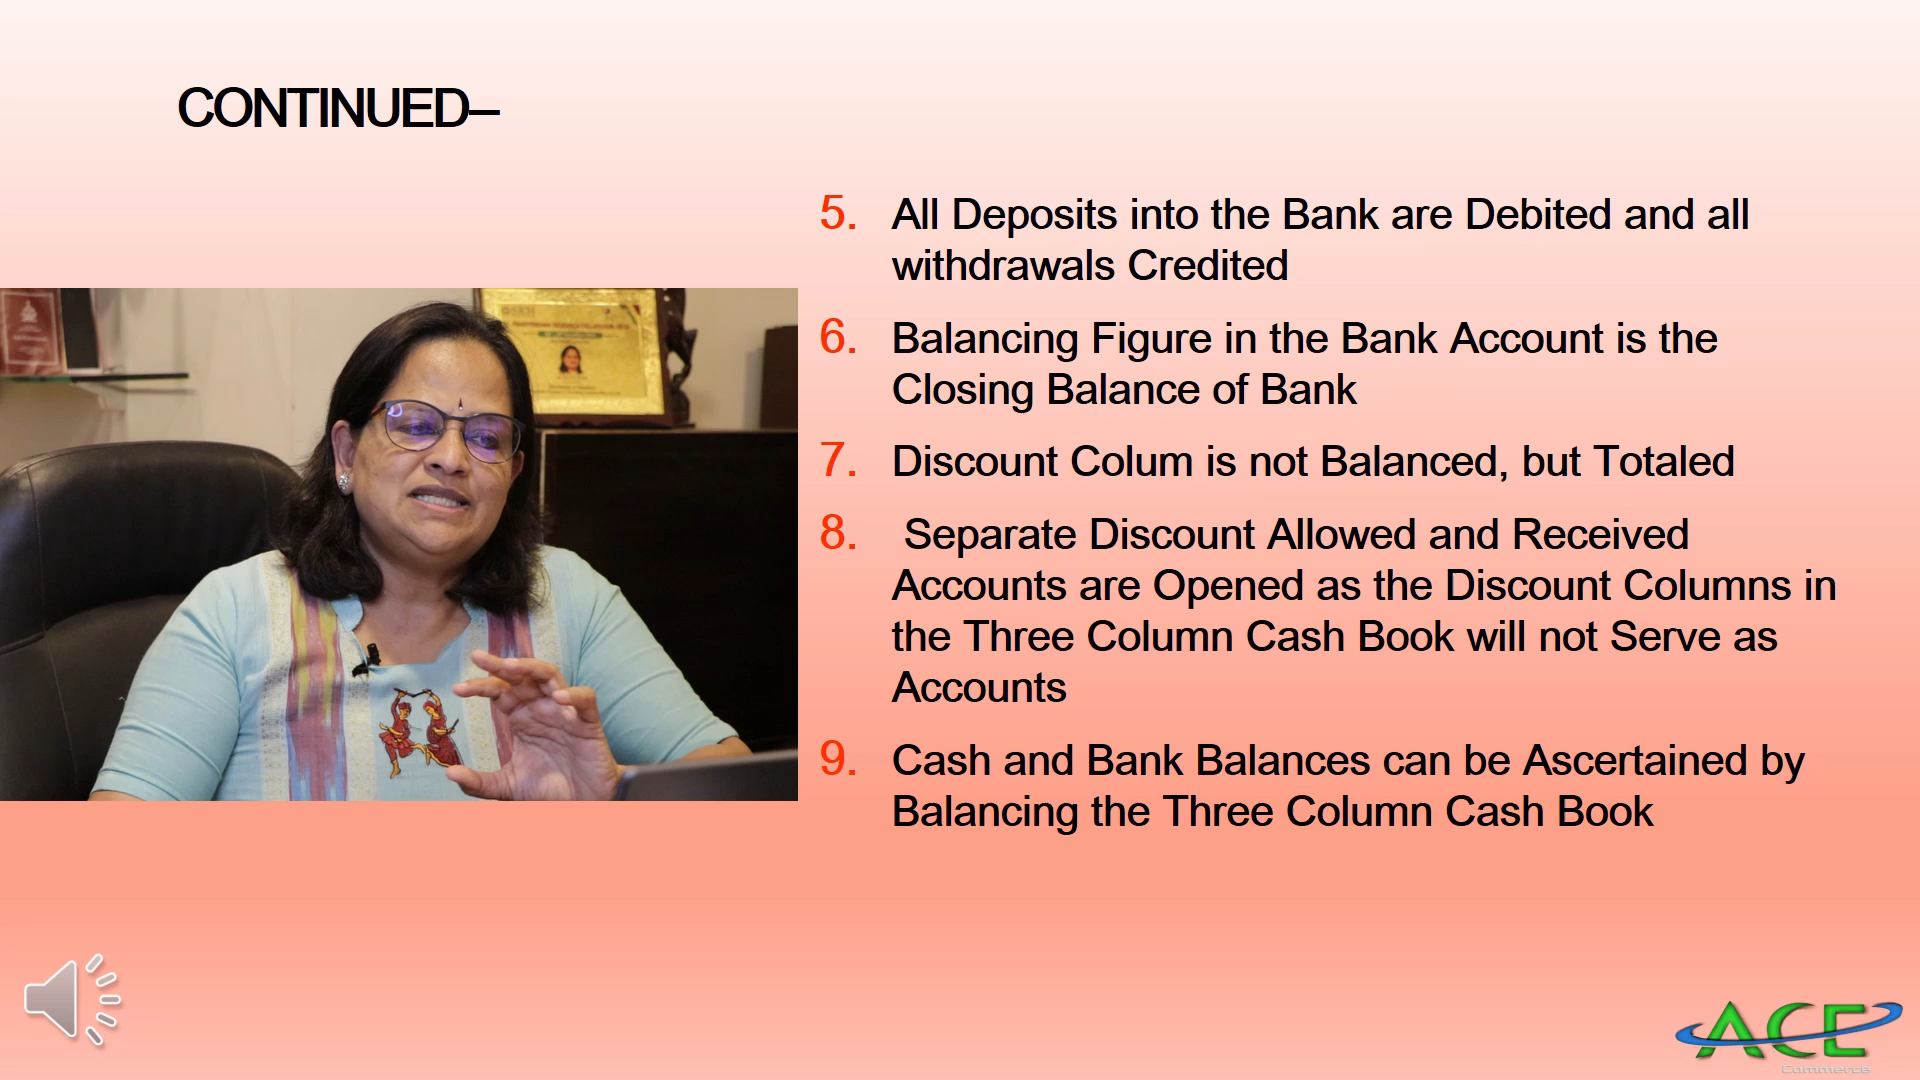 CONTINUED–
5. All Deposits into the Bank are Debited and all
withdrawals Credited
6. Balancing Figure in the Bank Account is the
Closing Balance of Bank
7. Discount Colum is not Balanced, but Totaled
8. Separate Discount Allowed and Received
Accounts are Opened as the Discount Columns in
the Three Column Cash Book will not Serve as
Accounts
9. Cash and Bank Balances can be Ascertained by
Balancing the Three Column Cash Book
ACE
Commerce